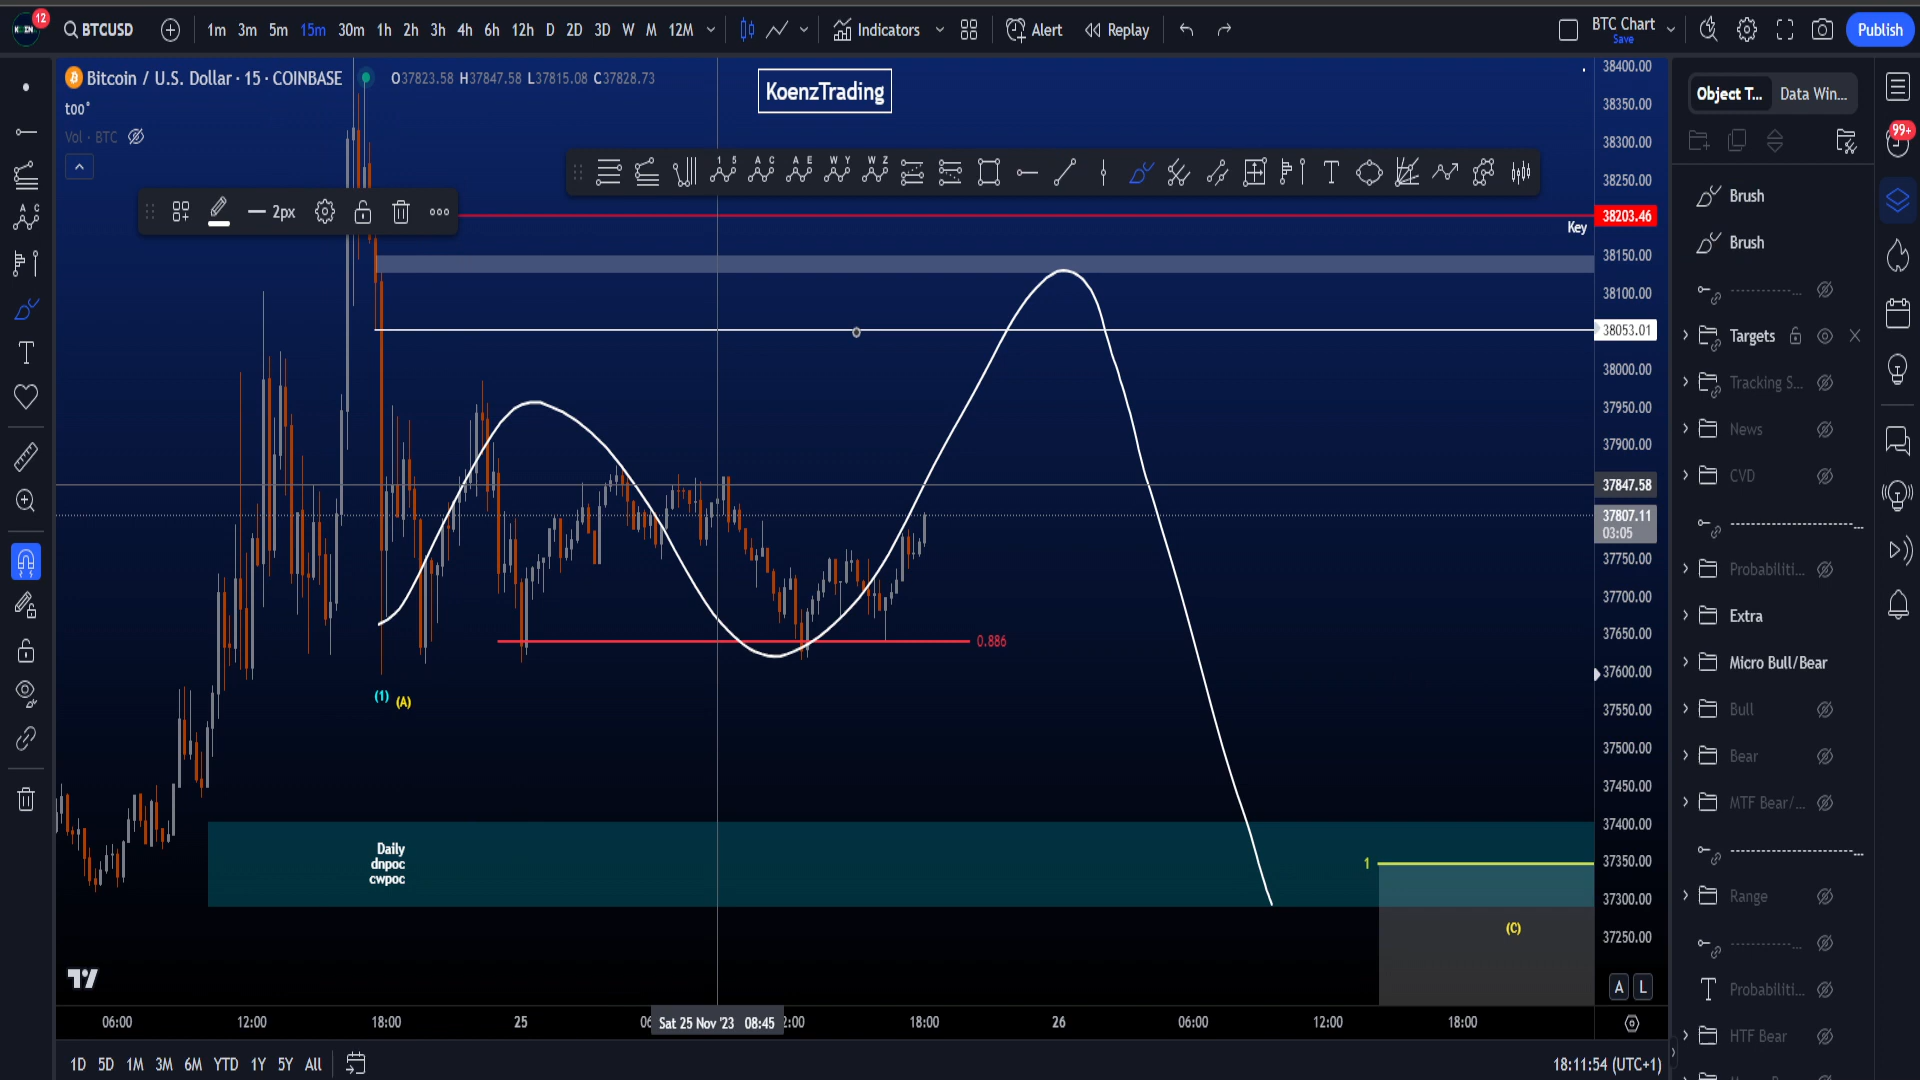 12
BTCUSD
1m 3m 5m 15m 30m 1h 2h 3h 4h 6h 12h D 2D 3D W M 12M
Indicators
Alert
Replay
BTC Chart
Save
Publish
Bitcoin / U.S. Dollar · 15 · COINBASE
O37823.58 H37847.58 L37815.08 C37828.73
too*
Vol · BTC
KoenzTrading
2px
Key
0.886
(1)
(A)
Daily
dnpoc
cwpoc
1
(C)
38400.00
38350.00
38300.00
38250.00
38203.46
38150.00
38100.00
38053.01
38000.00
37950.00
37900.00
37847.58
37807.11
03:05
37750.00
37700.00
37650.00
37600.00
37550.00
37500.00
37450.00
37400.00
37350.00
37300.00
37250.00
A L
06:00 12:00 18:00 25 Sat 25 Nov '23 08:45 18:00 26 06:00 12:00 18:00
1D 5D 1M 3M 6M YTD 1Y 5Y All
18:11:54 (UTC+1)
Object T... Data Win...
Brush
Brush
Targets
Tracking S...
News
CVD
Probabiliti...
Extra
Micro Bull/Bear
Bull
Bear
MTF Bear/...
Range
Probabiliti...
HTF Bear
99+